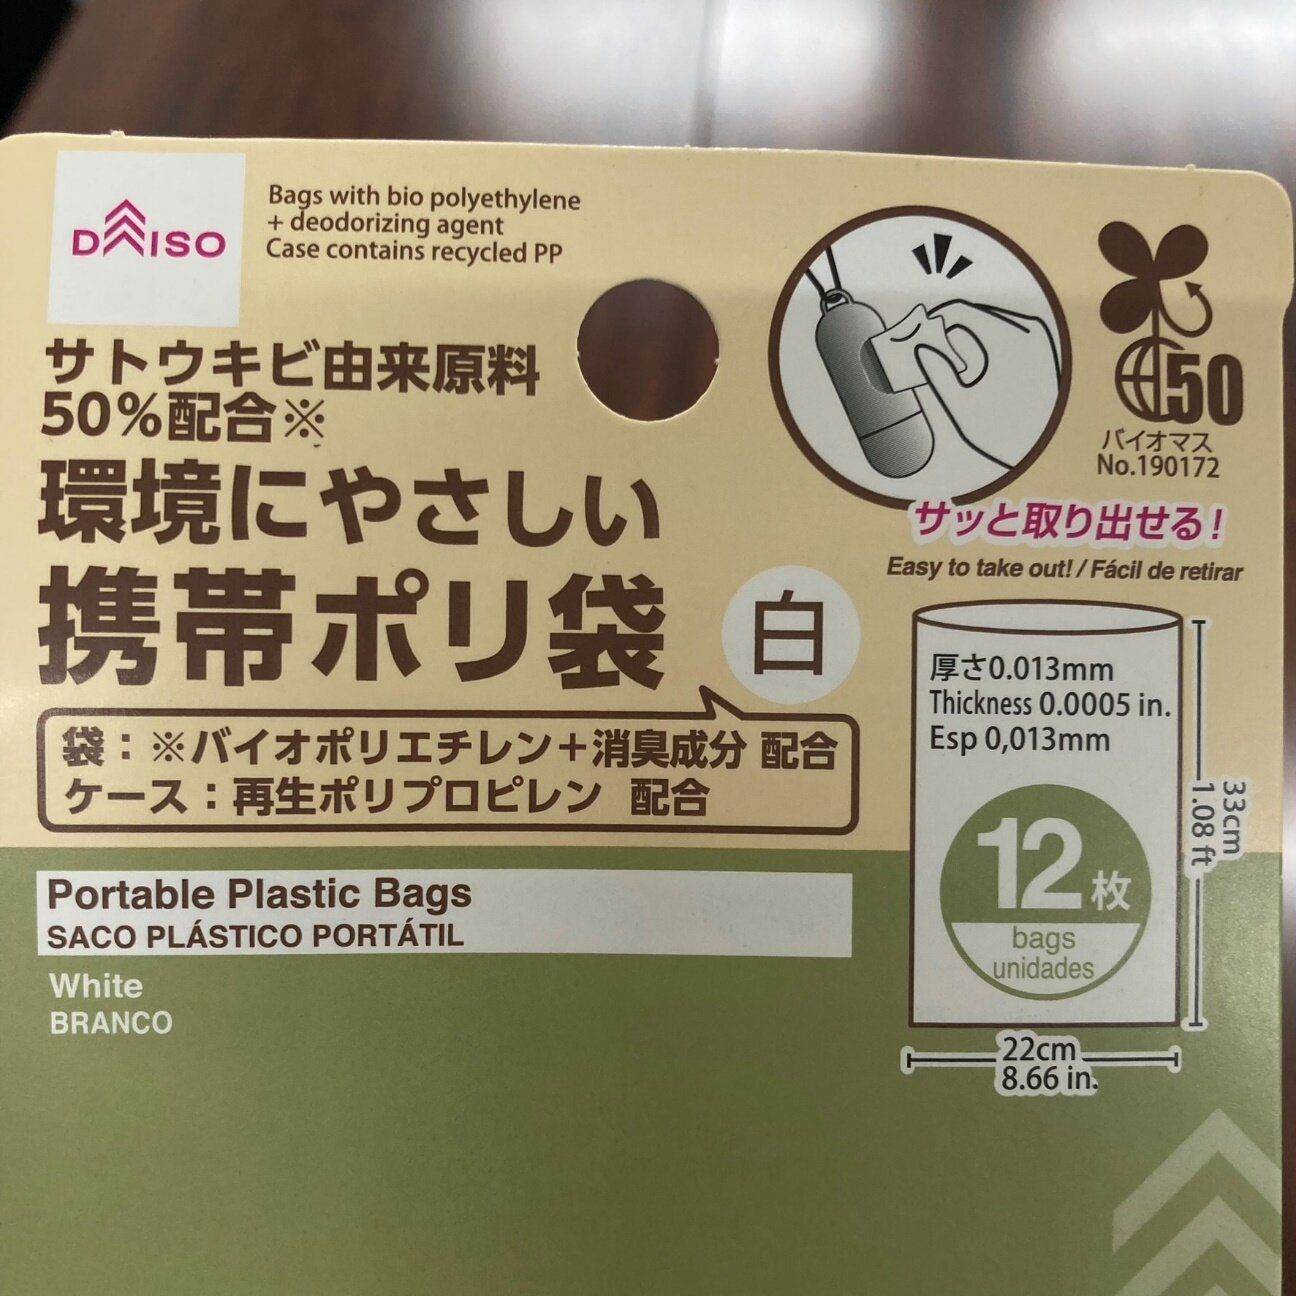 DAISO
Bags with bio polyethylene
+ deodorizing agent
Case contains recycled PP
サトウキビ由来原料
50%配合※
環境にやさしい
携帯ポリ袋
白
袋：※バイオポリエチレン＋消臭成分 配合
ケース：再生ポリプロピレン 配合
Portable Plastic Bags
SACO PLÁSTICO PORTÁTIL
White
BRANCO
50
バイオマス
No.190172
サッと取り出せる！
Easy to take out! / Fácil de retirar
厚さ0.013mm
Thickness 0.0005 in.
Esp 0,013mm
12枚
bags
unidades
33cm
1.08 ft
22cm
8.66 in.